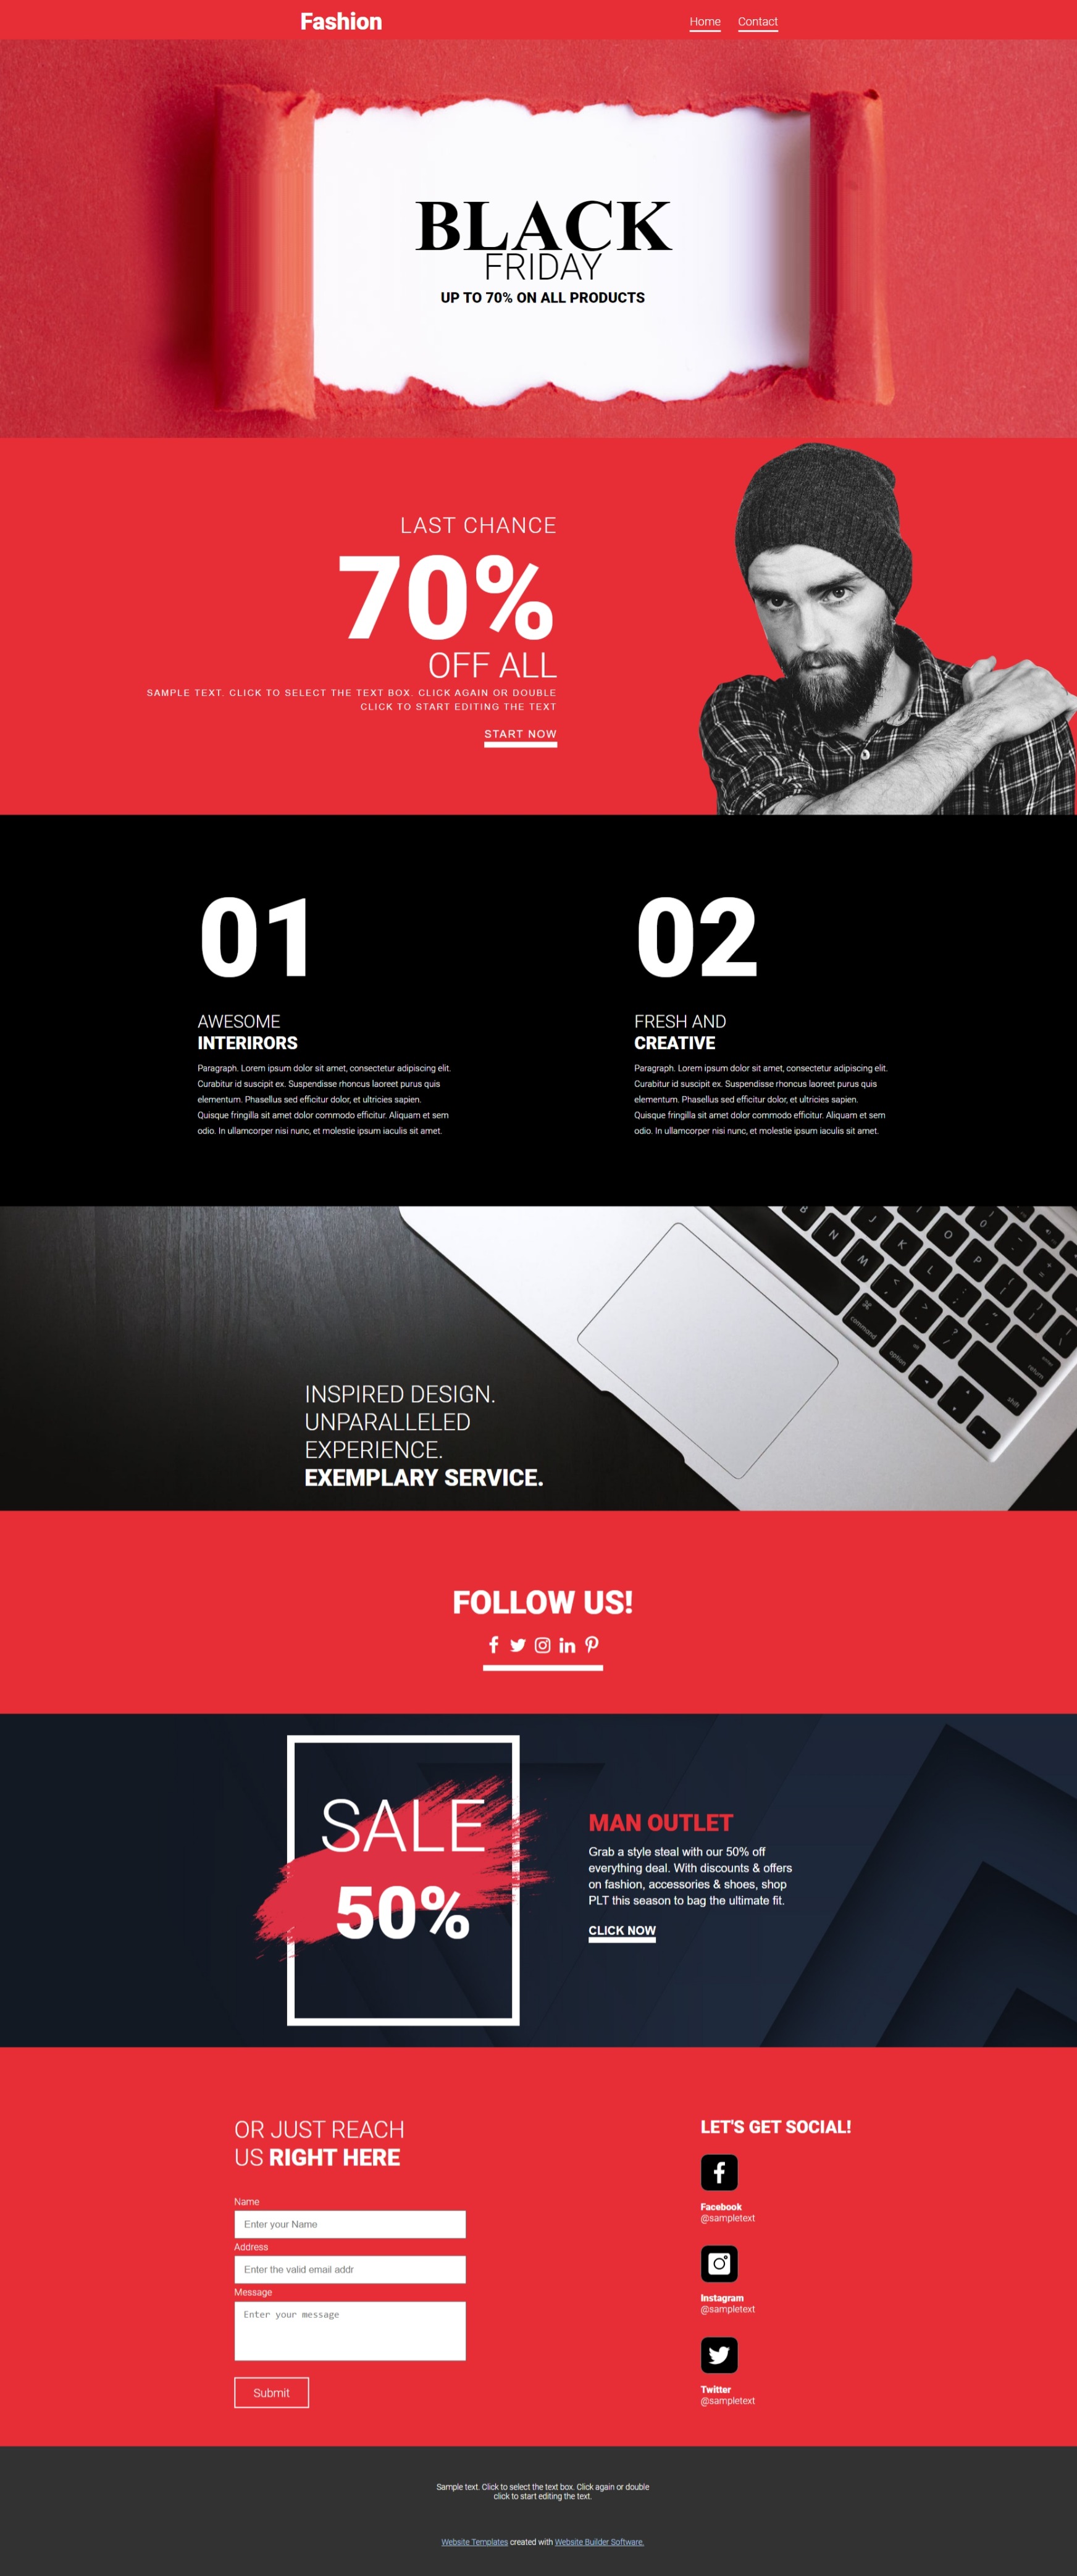 Fashion
Home Contact
BLACK
FRIDAY
UP TO 70% ON ALL PRODUCTS
LAST CHANCE
70%
OFF ALL
SAMPLE TEXT. CLICK TO SELECT THE TEXT BOX. CLICK AGAIN OR DOUBLE
CLICK TO START EDITING THE TEXT
START NOW
01
AWESOME
INTERIRORS
Paragraph. Lorem ipsum dolor sit amet, consectetur adipiscing elit.
Curabitur id suscipit ex. Suspendisse rhoncus laoreet purus quis
elementum. Phasellus sed efficitur dolor, et ultricies sapien.
Quisque fringilla sit amet dolor commodo efficitur. Aliquam et sem
odio. In ullamcorper nisi nunc, et molestie ipsum iaculis sit amet.
02
FRESH AND
CREATIVE
Paragraph. Lorem ipsum dolor sit amet, consectetur adipiscing elit.
Curabitur id suscipit ex. Suspendisse rhoncus laoreet purus quis
elementum. Phasellus sed efficitur dolor, et ultricies sapien.
Quisque fringilla sit amet dolor commodo efficitur. Aliquam et sem
odio. In ullamcorper nisi nunc, et molestie ipsum iaculis sit amet.
command
option
shift
return
INSPIRED DESIGN.
UNPARALLELED
EXPERIENCE.
EXEMPLARY SERVICE.
FOLLOW US!
SALE
50%
MAN OUTLET
Grab a style steal with our 50% off
everything deal. With discounts & offers
on fashion, accessories & shoes, shop
PLT this season to bag the ultimate fit.
CLICK NOW
OR JUST REACH
US RIGHT HERE
Name
Enter your Name
Address
Enter the valid email addr
Message
Enter your message
Submit
LET'S GET SOCIAL!
Facebook
@sampletext
Instagram
@sampletext
Twitter
@sampletext
Sample text. Click to select the text box. Click again or double
click to start editing the text.
Website Templates created with Website Builder Software.